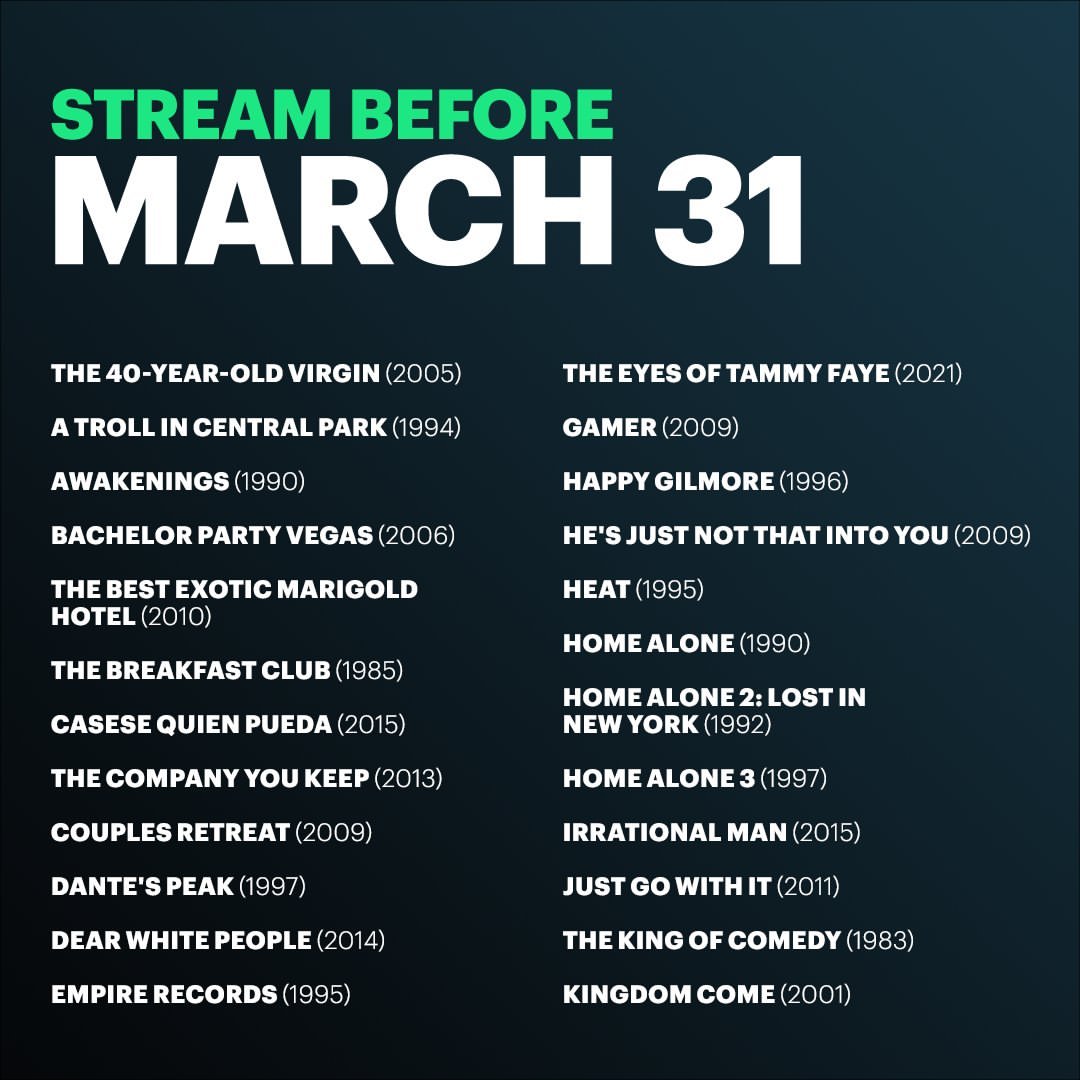 STREAM BEFORE
MARCH 31
THE 40-YEAR-OLD VIRGIN (2005)
A TROLL IN CENTRAL PARK (1994)
AWAKENINGS (1990)
BACHELOR PARTY VEGAS (2006)
THE BEST EXOTIC MARIGOLD
HOTEL (2010)
THE BREAKFAST CLUB (1985)
CASESE QUIEN PUEDA (2015)
THE COMPANY YOU KEEP (2013)
COUPLES RETREAT (2009)
DANTE'S PEAK (1997)
DEAR WHITE PEOPLE (2014)
EMPIRE RECORDS (1995)
THE EYES OF TAMMY FAYE (2021)
GAMER (2009)
HAPPY GILMORE (1996)
HE'S JUST NOT THAT INTO YOU (2009)
HEAT (1995)
HOME ALONE (1990)
HOME ALONE 2: LOST IN
NEW YORK (1992)
HOME ALONE 3 (1997)
IRRATIONAL MAN (2015)
JUST GO WITH IT (2011)
THE KING OF COMEDY (1983)
KINGDOM COME (2001)